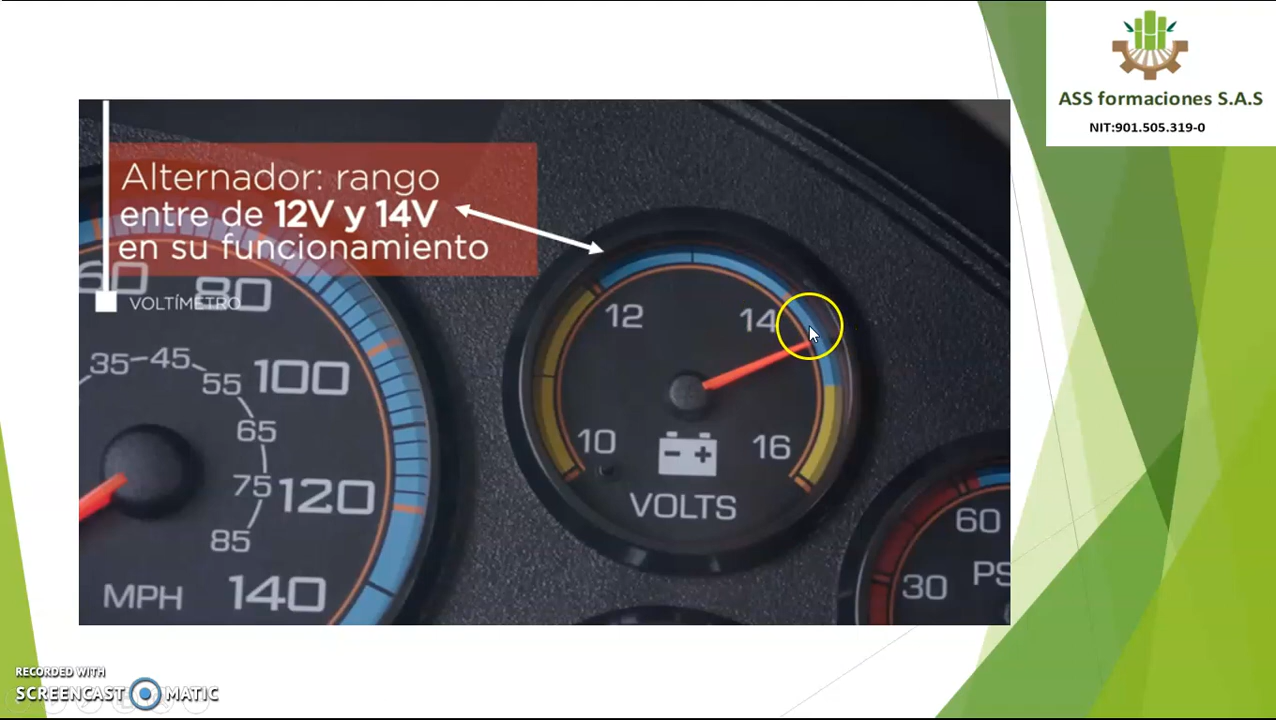 ASS formaciones S.A.S
NIT:901.505.319-0
Alternador: rango
entre de 12V y 14V
en su funcionamiento
VOLTÍMETRO
60
80
100
120
140
35
45
55
65
75
85
MPH
10
12
14
16
VOLTS
30
60
PS
RECORDED WITH
SCREENCAST MATIC